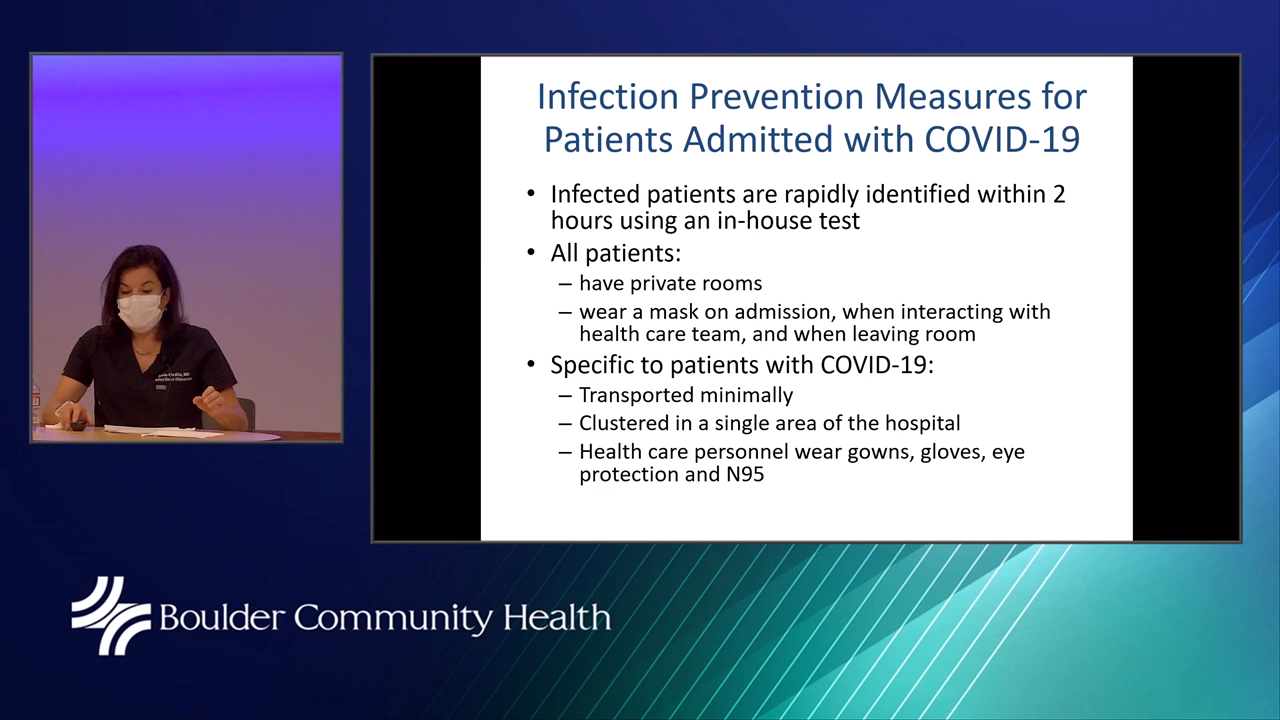 Infection Prevention Measures for
Patients Admitted with COVID-19
• Infected patients are rapidly identified within 2
hours using an in-house test
• All patients:
– have private rooms
– wear a mask on admission, when interacting with
health care team, and when leaving room
• Specific to patients with COVID-19:
– Transported minimally
– Clustered in a single area of the hospital
– Health care personnel wear gowns, gloves, eye
protection and N95
Boulder Community Health